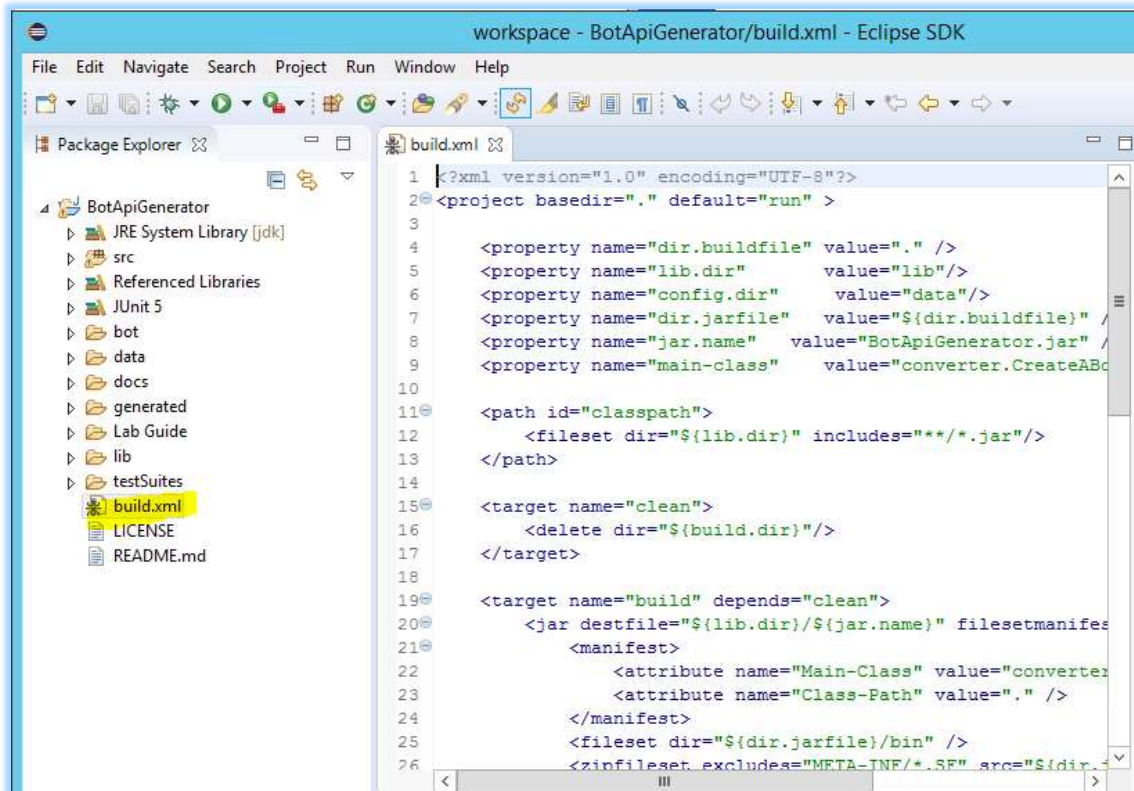 workspace - BotApiGenerator/build.xml - Eclipse SDK
File Edit Navigate Search Project Run Window Help
Package Explorer
BotApiGenerator
JRE System Library [jdk]
src
Referenced Libraries
JUnit 5
bot
data
docs
generated
Lab Guide
lib
testSuites
build.xml
LICENSE
README.md
build.xml
1 <?xml version="1.0" encoding="UTF-8"?>
2 <project basedir="." default="run" >
3
4 <property name="dir.buildfile" value="." />
5 <property name="lib.dir" value="lib"/>
6 <property name="config.dir" value="data"/>
7 <property name="dir.jarfile" value="${dir.buildfile}" /
8 <property name="jar.name" value="BotApiGenerator.jar" /
9 <property name="main-class" value="converter.CreateABo
10
11 <path id="classpath">
12 <fileset dir="${lib.dir}" includes="**/*.jar"/>
13 </path>
14
15 <target name="clean">
16 <delete dir="${build.dir}"/>
17 </target>
18
19 <target name="build" depends="clean">
20 <jar destfile="${lib.dir}/${jar.name}" filesetmanifes
21 <manifest>
22 <attribute name="Main-Class" value="converter
23 <attribute name="Class-Path" value="." />
24 </manifest>
25 <fileset dir="${dir.jarfile}/bin" />
26 <zipfileset excludes="META-INF/*.SF" src="${dir.j